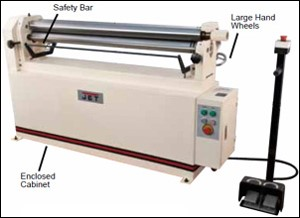 Safety Bar
Large Hand
Wheels
JET
Enclosed
Cabinet